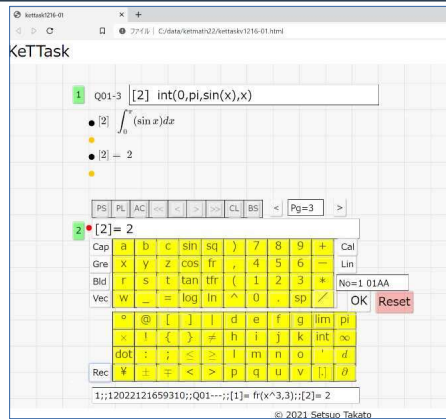 kettask1216-01
ファイル | C:/data/ketmath22/kettaskv1216-01.html
KeTTask
1 Q01-3 [2] int(0,pi,sin(x),x)
[2] ∫₀^π (sin x)dx
[2] = 2
PS PL AC << < > >> CL BS < Pg=3 >
2 [2]= 2
Cap a b c sin sq ) 7 8 9 + Cal
Gre x y z cos fr , 4 5 6 − Lin
Bld r s t tan tfr ( 1 2 3 * No=1 01AA
Vec w _ = log ln ^ 0 . sp / OK Reset
° @ [ ] | d e f g lim pi
× ! { } ≠ h i j k int ∞
dot : ; ≤ ≥ l m n o ' d
Rec ¥ ± ∓ < > p q u v [.] ∂
1;;12022121659310;;Q01---;;[1]= fr(x^3,3);;[2]= 2
© 2021 Setsuo Takato